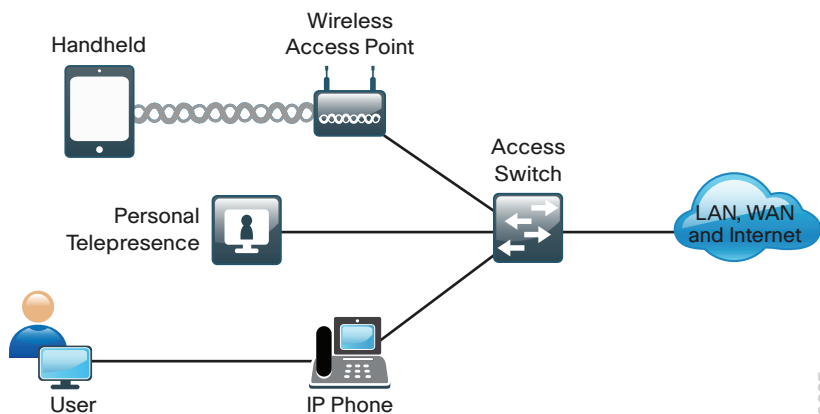 Wireless
Access Point
Handheld
Access
Switch
Personal
Telepresence
LAN, WAN
and Internet
User
IP Phone